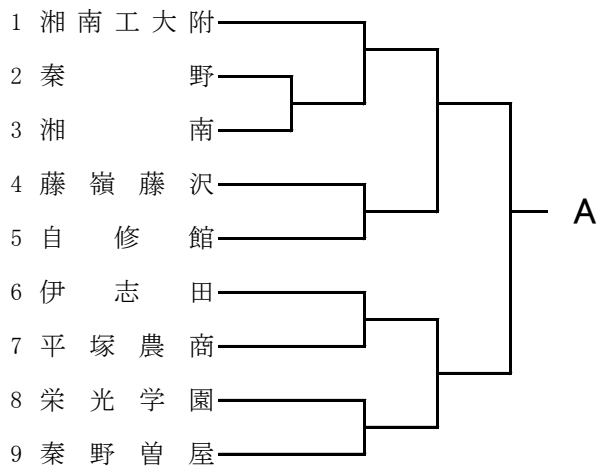 1 湘南工大附
2 秦野
3 湘南
4 藤嶺藤沢
5 自修館
6 伊志田
7 平塚農商
8 栄光学園
9 秦野曽屋
A